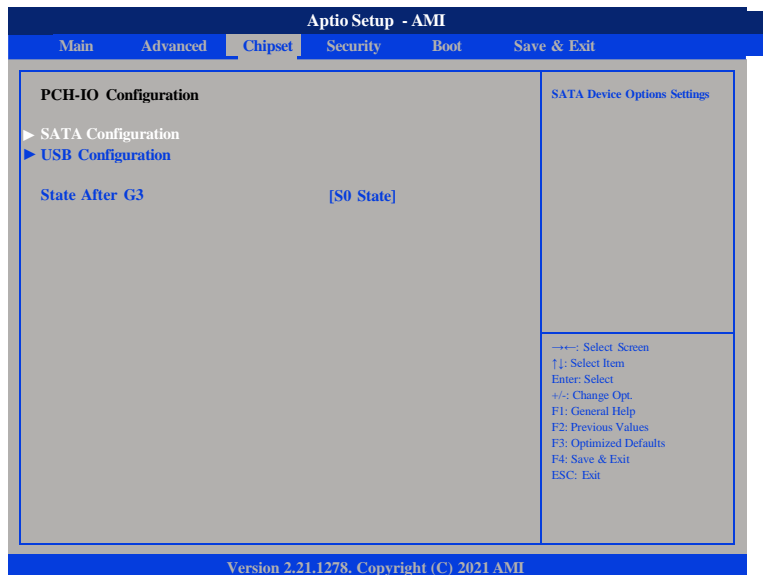 Aptio Setup - AMI
Main Advanced Chipset Security Boot Save & Exit
PCH-IO Configuration
► SATA Configuration
► USB Configuration
State After G3 [S0 State]
SATA Device Options Settings
→←: Select Screen
↑↓: Select Item
Enter: Select
+/-: Change Opt.
F1: General Help
F2: Previous Values
F3: Optimized Defaults
F4: Save & Exit
ESC: Exit
Version 2.21.1278. Copyright (C) 2021 AMI